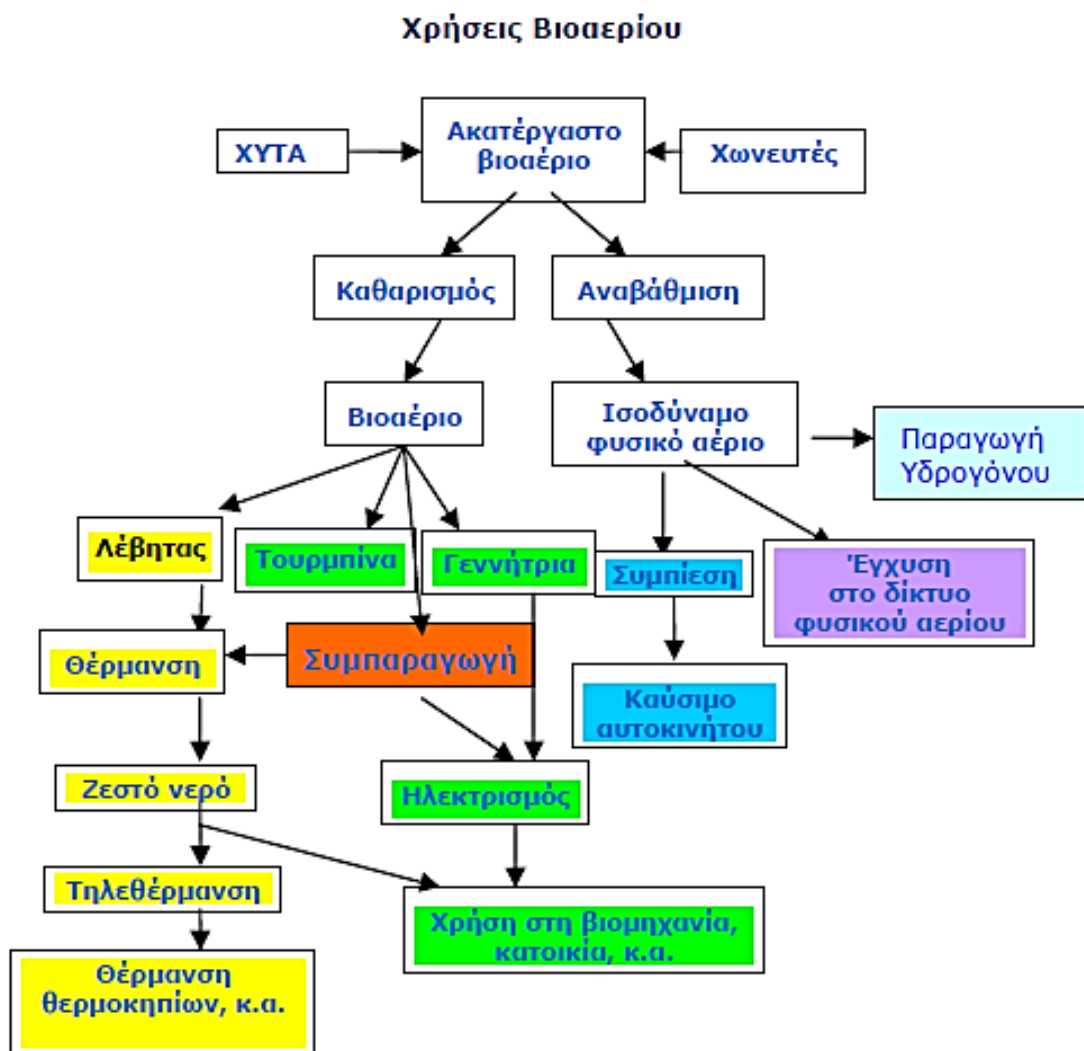 Χρήσεις Βιοαερίου
ΧΥΤΑ
Ακατέργαστο
βιοαέριο
Χωνευτές
Καθαρισμός
Αναβάθμιση
Βιοαέριο
Ισοδύναμο
φυσικό αέριο
Παραγωγή
Υδρογόνου
Λέβητας
Τουρμπίνα
Γεννήτρια
Συμπίεση
Έγχυση
στο δίκτυο
φυσικού αερίου
Θέρμανση
Συμπαραγωγή
Καύσιμο
αυτοκινήτου
Ζεστό νερό
Ηλεκτρισμός
Τηλεθέρμανση
Χρήση στη βιομηχανία,
κατοικία, κ.α.
Θέρμανση
θερμοκηπίων, κ.α.